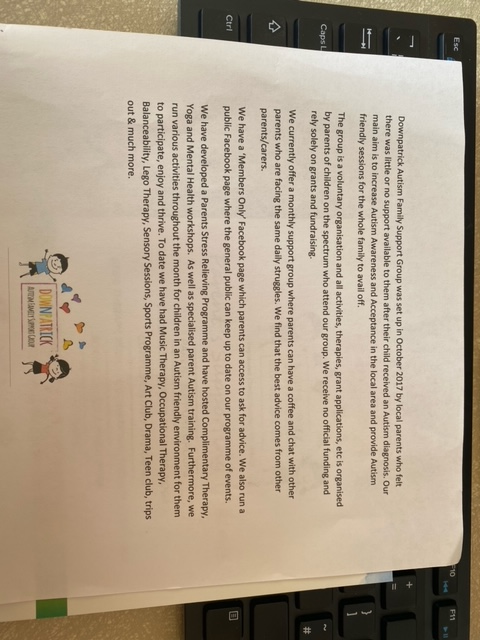 Downpatrick Autism Family Support Group was set up in October 2017 by local parents who felt
there was little or no support available to them after their child received an Autism diagnosis. Our
main aim is to increase Autism Awareness and Acceptance in the local area and provide Autism
friendly sessions for the whole family to avail off.
The group is a voluntary organisation and all activities, therapies, grant applications, etc is organised
by parents of children on the spectrum who attend our group. We receive no official funding and
rely solely on grants and fundraising.
We currently offer a monthly support group where parents can have a coffee and chat with other
parents who are facing the same daily struggles. We find that the best advice comes from other
parents/carers.
We have a 'Members Only' Facebook page which parents can access to ask for advice. We also run a
public Facebook page where the general public can keep up to date on our programme of events.
We have developed a Parents Stress Relieving Programme and have hosted Complimentary Therapy,
Yoga and Mental Health workshops. As well as specialised parent Autism training. Furthermore, we
run various activities throughout the month for children in an Autism friendly environment for them
to participate, enjoy and thrive. To date we have had Music Therapy, Occupational Therapy,
Balanceability, Lego Therapy, Sensory Sessions, Sports Programme, Art Club, Drama, Teen club, trips
out & much more.
DOWNPATRICK
AUTISM FAMILY SUPPORT GROUP
Esc
Caps L
Ctrl
F10
F11